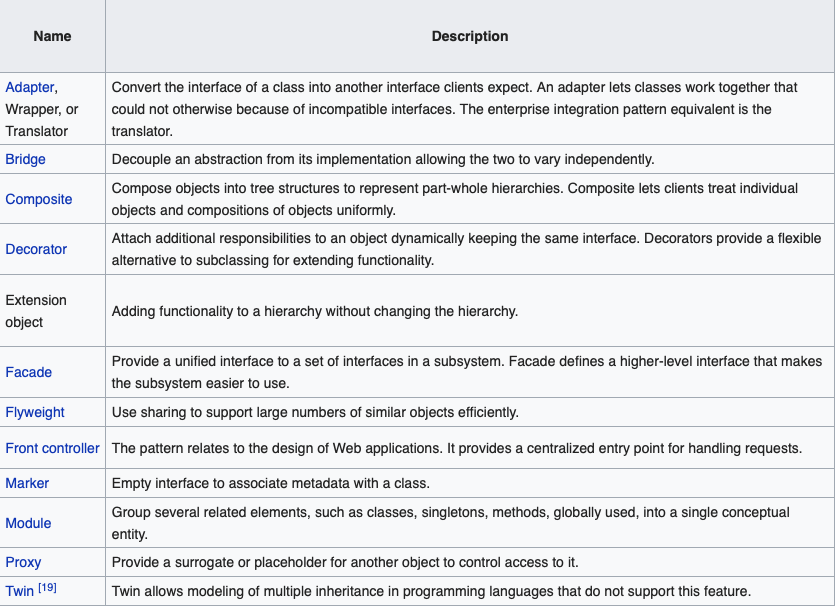 Name
Description
Adapter,
Wrapper, or
Translator
Convert the interface of a class into another interface clients expect. An adapter lets classes work together that
could not otherwise because of incompatible interfaces. The enterprise integration pattern equivalent is the
translator.
Bridge
Decouple an abstraction from its implementation allowing the two to vary independently.
Composite
Compose objects into tree structures to represent part-whole hierarchies. Composite lets clients treat individual
objects and compositions of objects uniformly.
Decorator
Attach additional responsibilities to an object dynamically keeping the same interface. Decorators provide a flexible
alternative to subclassing for extending functionality.
Extension
object
Adding functionality to a hierarchy without changing the hierarchy.
Facade
Provide a unified interface to a set of interfaces in a subsystem. Facade defines a higher-level interface that makes
the subsystem easier to use.
Flyweight
Use sharing to support large numbers of similar objects efficiently.
Front controller
The pattern relates to the design of Web applications. It provides a centralized entry point for handling requests.
Marker
Empty interface to associate metadata with a class.
Module
Group several related elements, such as classes, singletons, methods, globally used, into a single conceptual
entity.
Proxy
Provide a surrogate or placeholder for another object to control access to it.
Twin [19]
Twin allows modeling of multiple inheritance in programming languages that do not support this feature.